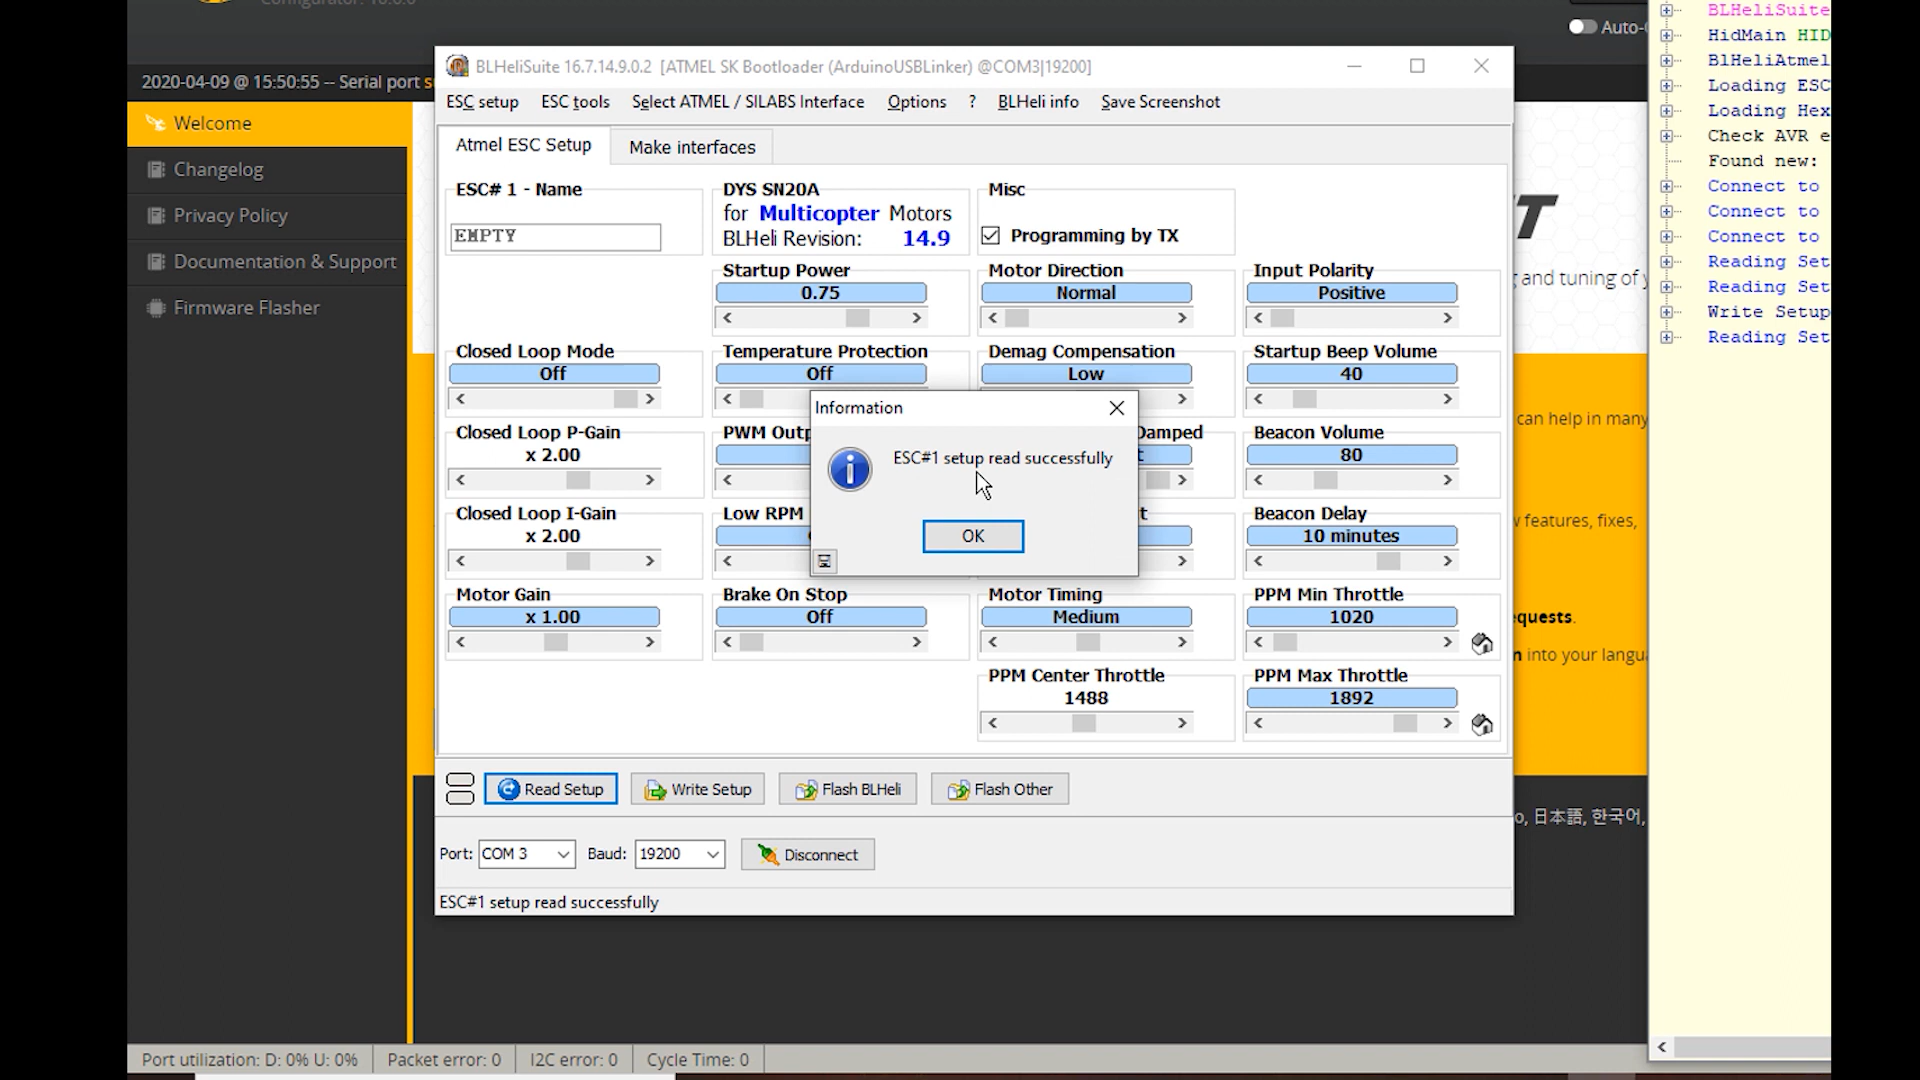 Configurator: 10.0.0
2020-04-09 @ 15:50:55 -- Serial port
Auto-
Welcome
Changelog
Privacy Policy
Documentation & Support
Firmware Flasher
BLHeliSuite 16.7.14.9.0.2 [ATMEL SK Bootloader (ArduinoUSBLinker) @COM3|19200]
ESC setup ESC tools Select ATMEL / SILABS Interface Options ? BLHeli info Save Screenshot
Atmel ESC Setup Make interfaces
ESC# 1 - Name DYS SN20A Misc
for Multicopter Motors
EMPTY BLHeli Revision: 14.9 Programming by TX
Startup Power Motor Direction Input Polarity
0.75 Normal Positive
Closed Loop Mode Temperature Protection Demag Compensation Startup Beep Volume
Off Off Low 40
Closed Loop P-Gain PWM Outp Damped Beacon Volume
x 2.00 t 80
Closed Loop I-Gain Low RPM t Beacon Delay
x 2.00 10 minutes
Motor Gain Brake On Stop Motor Timing PPM Min Throttle
x 1.00 Off Medium 1020
PPM Center Throttle PPM Max Throttle
1488 1892
Information
ESC#1 setup read successfully
OK
Read Setup Write Setup Flash BLHeli Flash Other
Port: COM 3 Baud: 19200 Disconnect
ESC#1 setup read successfully
T
and tuning of y
can help in many
features, fixes,
quests.
n into your langua
o, 日本語, 한국어,
BLHeliSuite
HidMain HID
BlHeliAtmel
Loading ESC
Loading Hex
Check AVR e
Found new:
Connect to
Connect to
Connect to
Reading Set
Reading Set
Write Setup
Reading Set
Port utilization: D: 0% U: 0% Packet error: 0 I2C error: 0 Cycle Time: 0